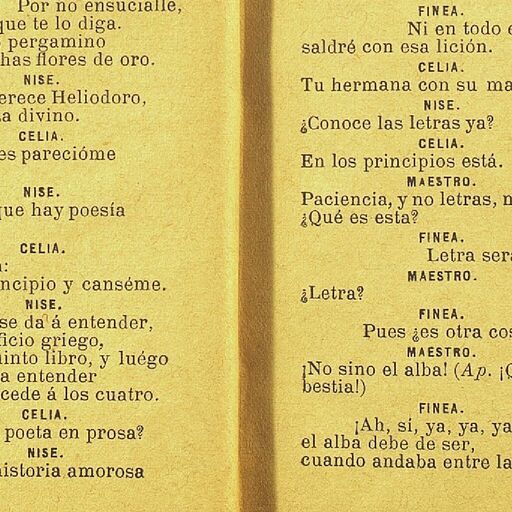 Por no ensucialle,
que te lo diga.
pergamino
has flores de oro.
NISE.
erece Heliodoro,
a divino.
CELIA.
es parecióme
NISE.
que hay poesía
CELIA.
:
ncipio y canséme.
NISE.
se da á entender,
ficio griego,
uinto libro, y luégo
a entender
cede á los cuatro.
CELIA.
poeta en prosa?
NISE.
historia amorosa
FINEA.
Ni en todo e
saldré con esa lición.
CELIA.
Tu hermana con su ma
NISE.
¿Conoce las letras ya?
CELIA.
En los principios está.
MAESTRO.
Paciencia, y no letras, m
¿Qué es esta?
FINEA.
Letra ser
MAESTRO.
¿Letra?
FINEA.
Pues ¿es otra cos
MAESTRO.
¡No sino el alba! (Ap. ¡Q
bestia!)
FINEA.
¡Ah, sí, ya, ya, ya
el alba debe de ser,
cuando andaba entre la